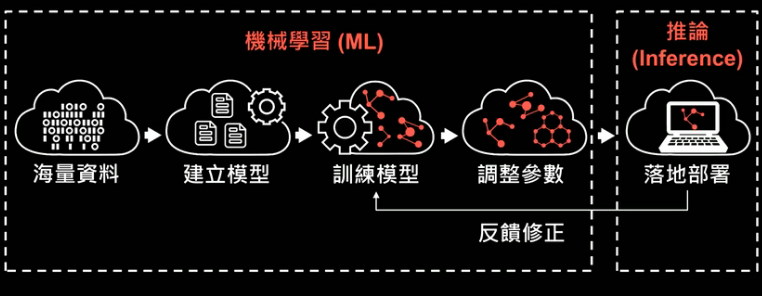 機械學習 (ML)
推論
(Inference)
海量資料
建立模型
訓練模型
調整參數
落地部署
反饋修正